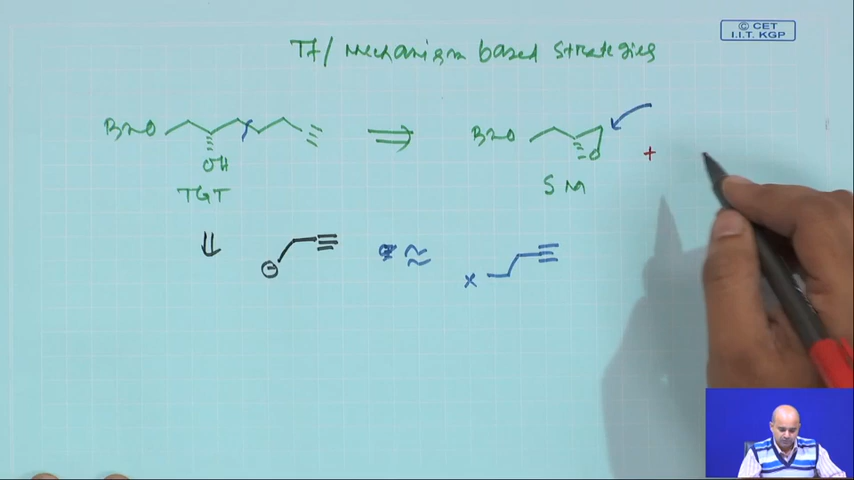 © CET
I.I.T. KGP
Tf/ Mechanism based strategies
BnO
OH
TGT
⇒
BnO
O
SM
+
⇓
⊖
≈
X